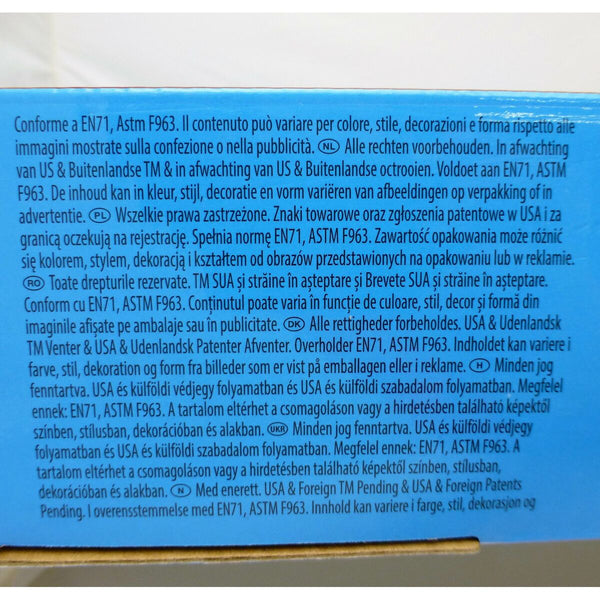 Conforme a EN71, Astm F963. Il contenuto può variare per colore, stile, decorazioni e forma rispetto alle
immagini mostrate sulla confezione o nella pubblicità. NL Alle rechten voorbehouden. In afwachting
van US & Buitenlandse TM & in afwachting van US & Buitenlandse octrooien. Voldoet aan EN71, ASTM
F963. De inhoud kan in kleur, stijl, decoratie en vorm variëren van afbeeldingen op verpakking of in
advertentie. PL Wszelkie prawa zastrzeżone. Znaki towarowe oraz zgłoszenia patentowe w USA i za
granicą oczekują na rejestrację. Spełnia normę EN71, ASTM F963. Zawartość opakowania może różnić
się kolorem, stylem, dekoracją i kształtem od obrazów przedstawionych na opakowaniu lub w reklamie.
RO Toate drepturile rezervate. TM SUA și străine în așteptare și Brevete SUA și străine în așteptare.
Conform cu EN71, ASTM F963. Conținutul poate varia în funcție de culoare, stil, decor și formă din
imaginile afișate pe ambalaje sau în publicitate. DK Alle rettigheder forbeholdes. USA & Udenlandsk
TM Venter & USA & Udenlandsk Patenter Afventer. Overholder EN71, ASTM F963. Indholdet kan variere i
farve, stil, dekoration og form fra billeder som er vist på emballagen eller i reklame. H Minden jog
fenntartva. USA és külföldi védjegy folyamatban és USA és külföldi szabadalom folyamatban. Megfelel
ennek: EN71, ASTM F963. A tartalom eltérhet a csomagoláson vagy a hirdetésben található képektől
színben, stílusban, dekorációban és alakban. UKR Minden jog fenntartva. USA és külföldi védjegy
folyamatban és USA és külföldi szabadalom folyamatban. Megfelel ennek: EN71, ASTM F963. A
tartalom eltérhet a csomagoláson vagy a hirdetésben található képektől színben, stílusban,
dekorációban és alakban. N Med enerett. USA & Foreign TM Pending & USA & Foreign Patents
Pending. I overensstemmelse med EN71, ASTM F963. Innhold kan variere i farge, stil, dekorasjon og